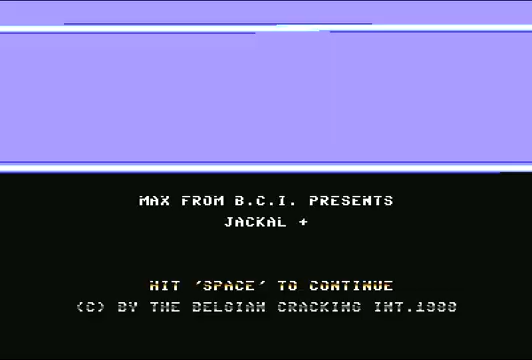 MAX FROM B.C.I. PRESENTS
JACKAL +
HIT 'SPACE' TO CONTINUE
(C) BY THE BELGIAN CRACKING INT.1988